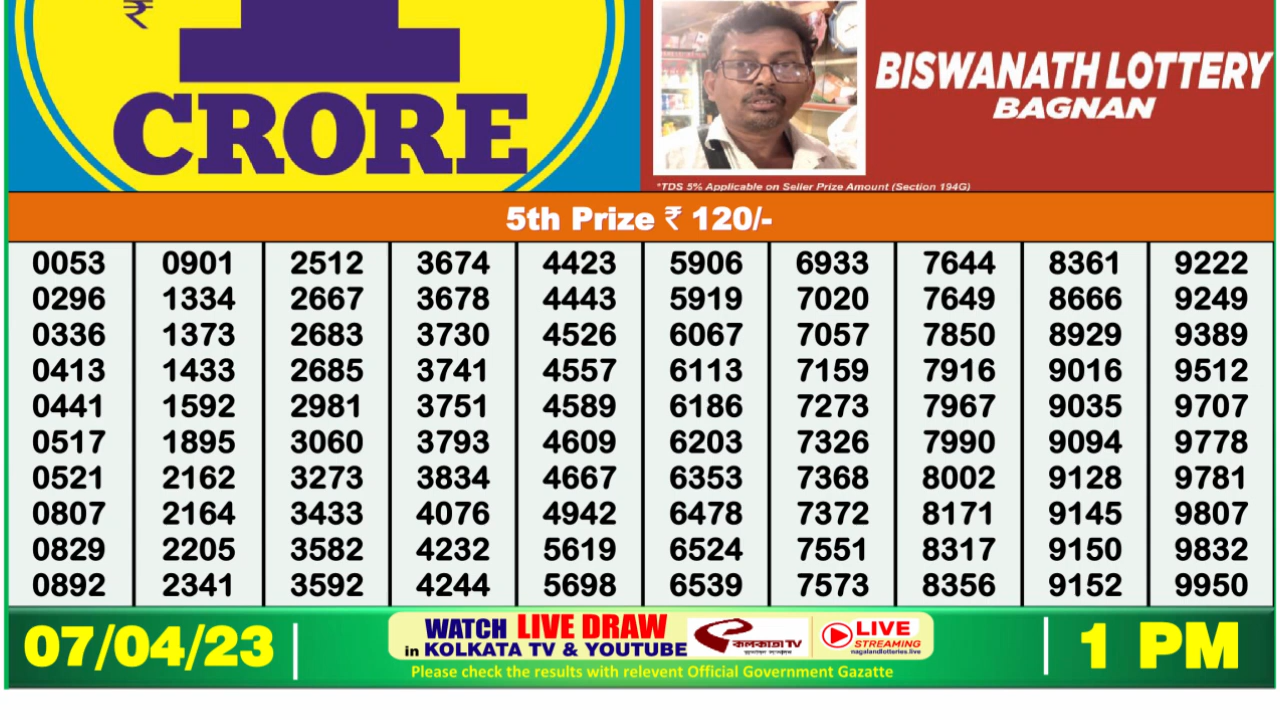 ₹
1
CRORE
BISWANATH LOTTERY
BAGNAN
*TDS 5% Applicable on Seller Prize Amount (Section 194G)
5th Prize ₹ 120/-
0053 0901 2512 3674 4423 5906 6933 7644 8361 9222
0296 1334 2667 3678 4443 5919 7020 7649 8666 9249
0336 1373 2683 3730 4526 6067 7057 7850 8929 9389
0413 1433 2685 3741 4557 6113 7159 7916 9016 9512
0441 1592 2981 3751 4589 6186 7273 7967 9035 9707
0517 1895 3060 3793 4609 6203 7326 7990 9094 9778
0521 2162 3273 3834 4667 6353 7368 8002 9128 9781
0807 2164 3433 4076 4942 6478 7372 8171 9145 9807
0829 2205 3582 4232 5619 6524 7551 8317 9150 9832
0892 2341 3592 4244 5698 6539 7573 8356 9152 9950
07/04/23
WATCH LIVE DRAW
in KOLKATA TV & YOUTUBE
কলকাতা TV
LIVE
STREAMING
nagalandlotteries.live
Please check the results with relevent Official Government Gazatte
1 PM